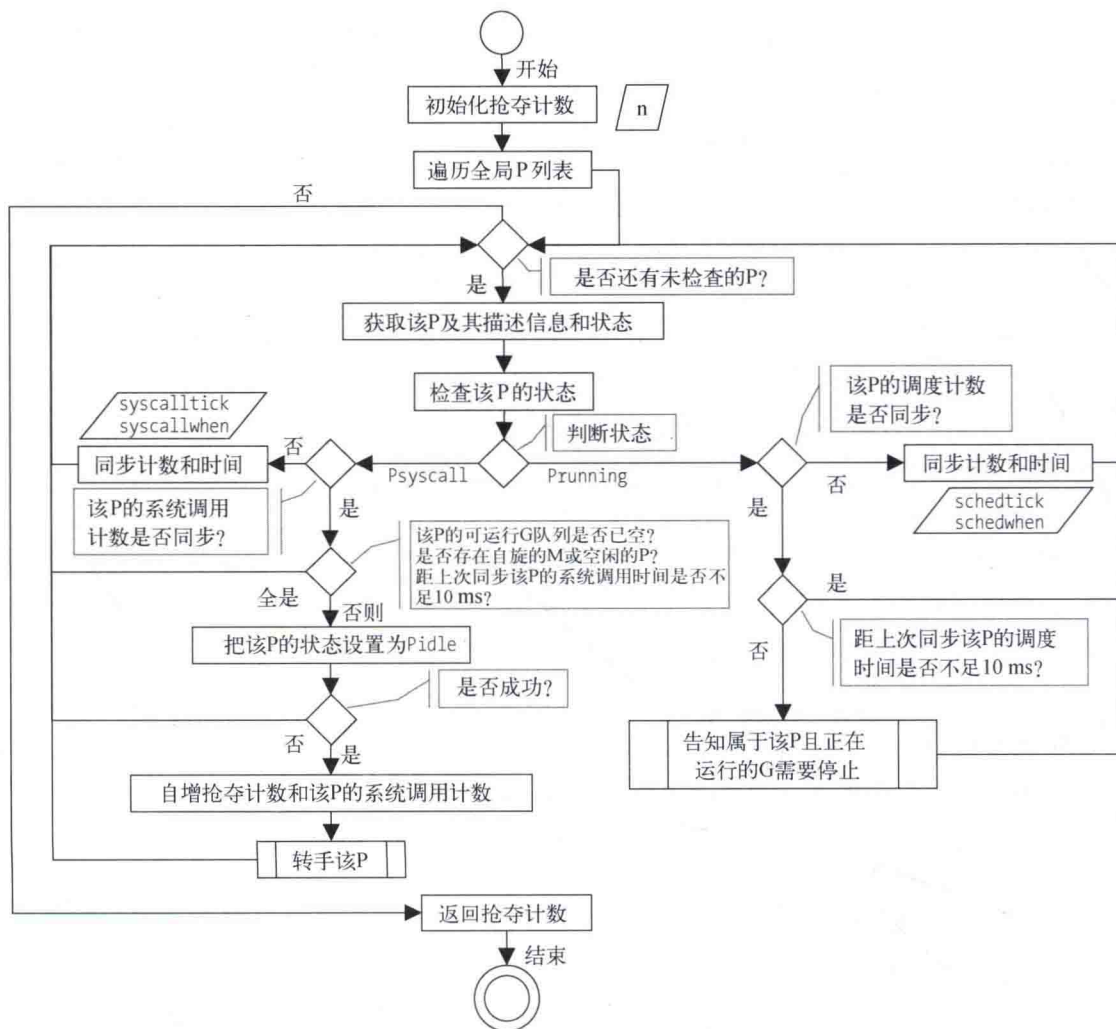 开始
初始化抢夺计数
n
遍历全局P列表
否
是否还有未检查的P?
是
获取该P及其描述信息和状态
检查该P的状态
该P的调度计数
是否同步?
syscalltick
syscallwhen
判断状态
同步计数和时间
否
Psyscall
Prunning
否
同步计数和时间
该P的系统调用
计数是否同步?
是
是
schedtick
schedwhen
该P的可运行G队列是否已空?
是否存在自旋的M或空闲的P?
距上次同步该P的系统调用时间是否不
足10 ms?
全是
否则
是
把该P的状态设置为Pidle
否
距上次同步该P的调度
时间是否不足10 ms?
是否成功?
否
是
告知属于该P且正在
运行的G需要停止
自增抢夺计数和该P的系统调用计数
转手该P
返回抢夺计数
结束